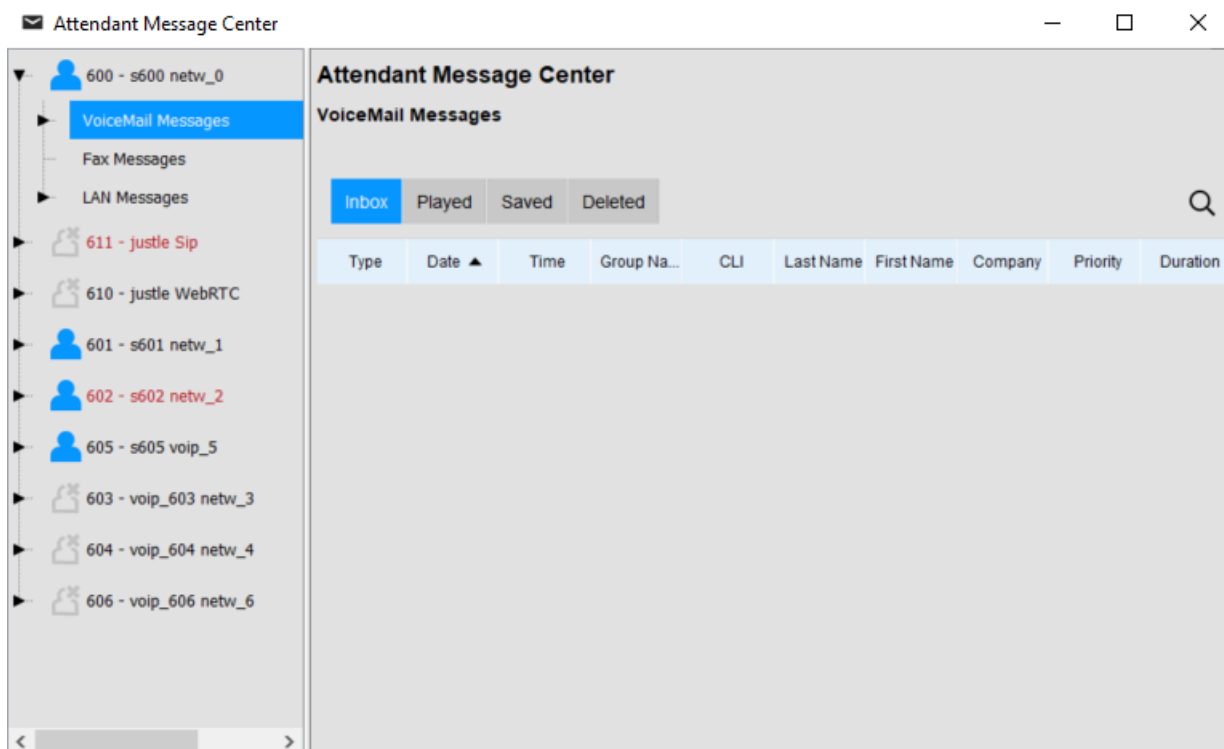 Attendant Message Center
600 - s600 netw_0
VoiceMail Messages
Fax Messages
LAN Messages
611 - justle Sip
610 - justle WebRTC
601 - s601 netw_1
602 - s602 netw_2
605 - s605 voip_5
603 - voip_603 netw_3
604 - voip_604 netw_4
606 - voip_606 netw_6
Attendant Message Center
VoiceMail Messages
Inbox Played Saved Deleted
Type Date Time Group Na... CLI Last Name First Name Company Priority Duration